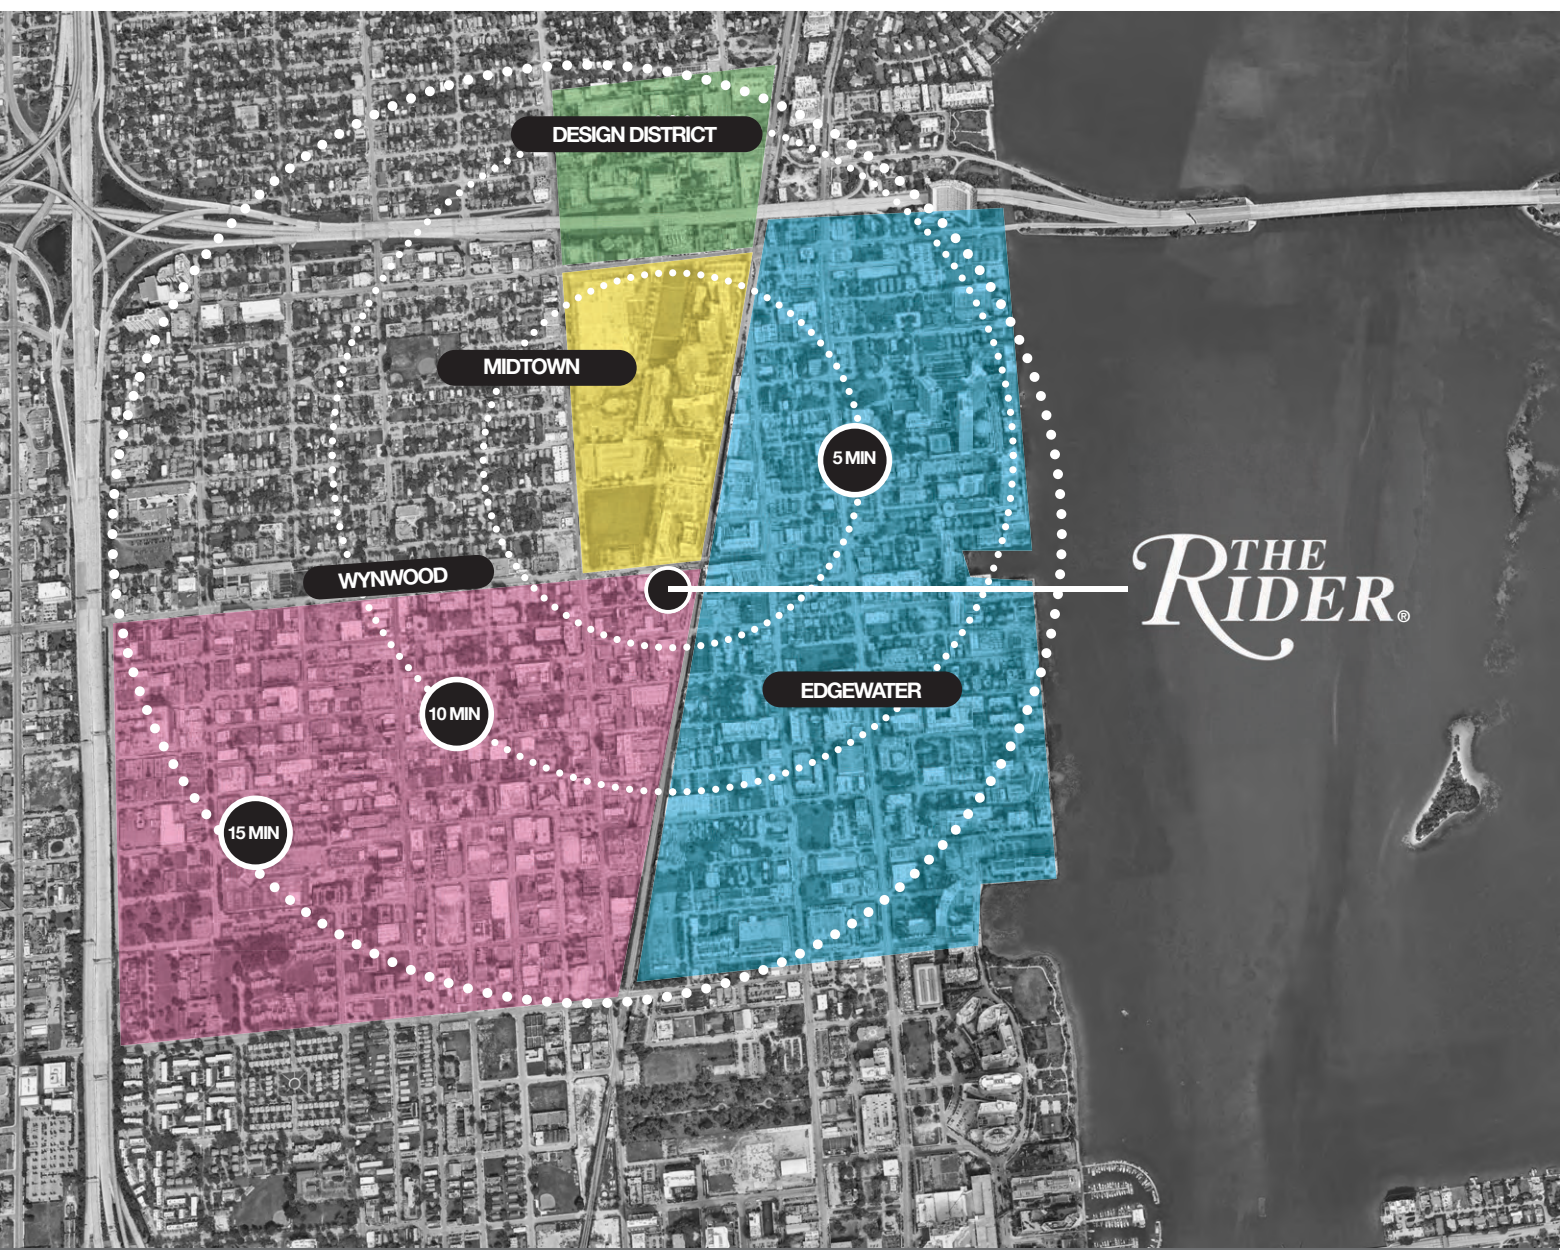 DESIGN DISTRICT
MIDTOWN
5 MIN
THE
RIDER®
WYNWOOD
EDGEWATER
10 MIN
15 MIN